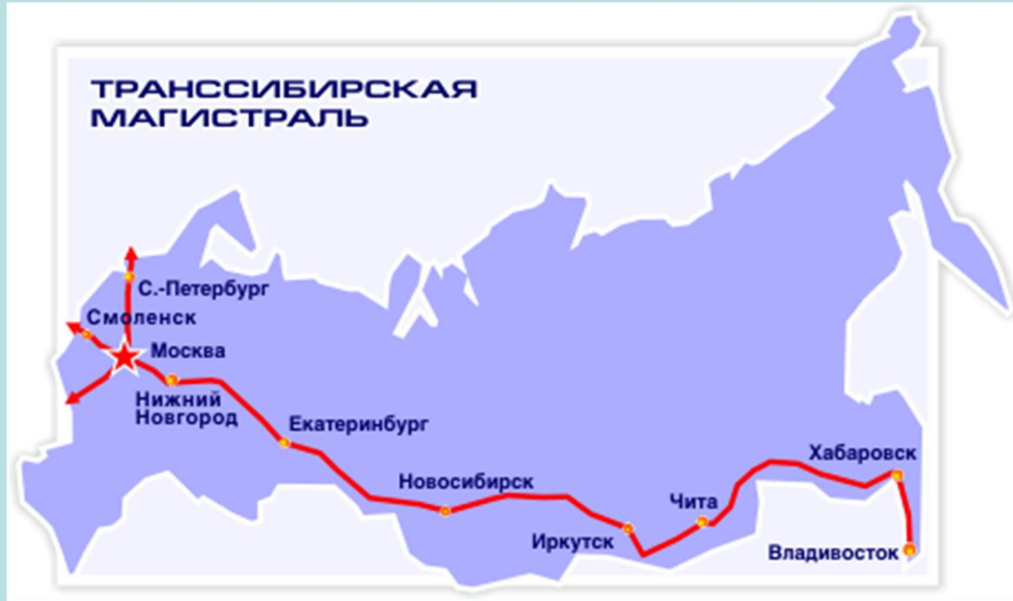 ТРАНССИБИРСКАЯ
МАГИСТРАЛЬ
С.-Петербург
Смоленск
Москва
Нижний
Новгород
Екатеринбург
Новосибирск
Иркутск
Чита
Хабаровск
Владивосток